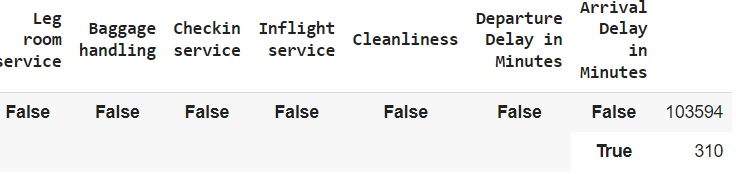 Leg room service Baggage handling Checkin service Inflight service Cleanliness Departure Delay in Minutes Arrival Delay in Minutes
False False False False False False False 103594
True 310